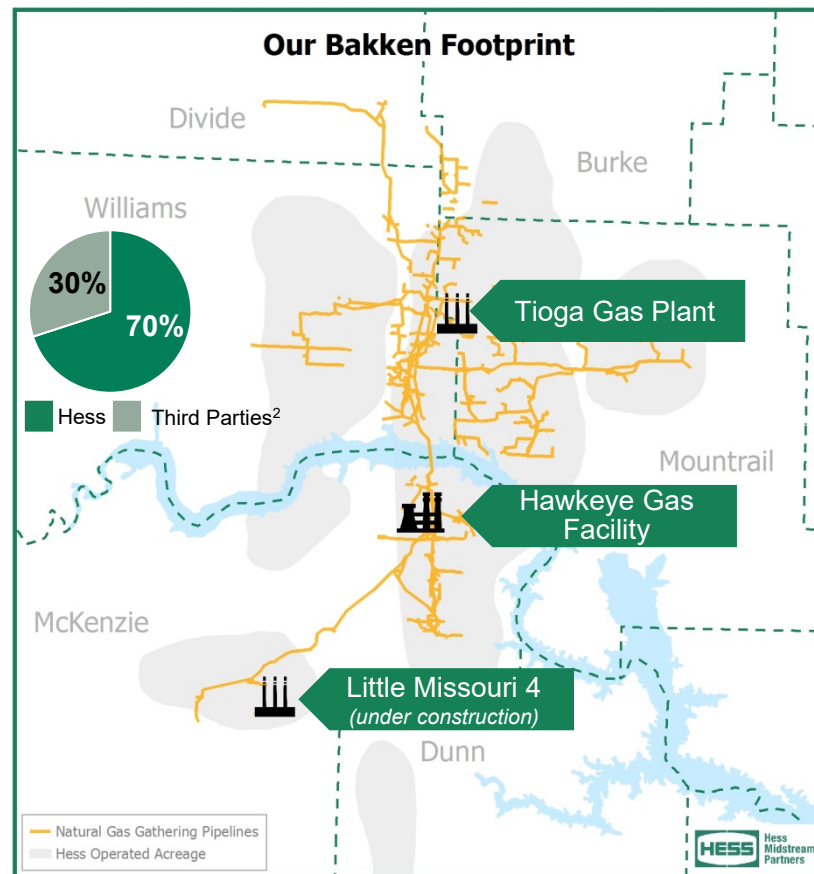 Our Bakken Footprint
Divide
Burke
Williams
30%
70%
Tioga Gas Plant
Hess
Third Parties2
Mountrail
Hawkeye Gas
Facility
McKenzie
Little Missouri 4
(under construction)
Dunn
Natural Gas Gathering Pipelines
Hess Operated Acreage
HESS
Hess
Midstream
Partners